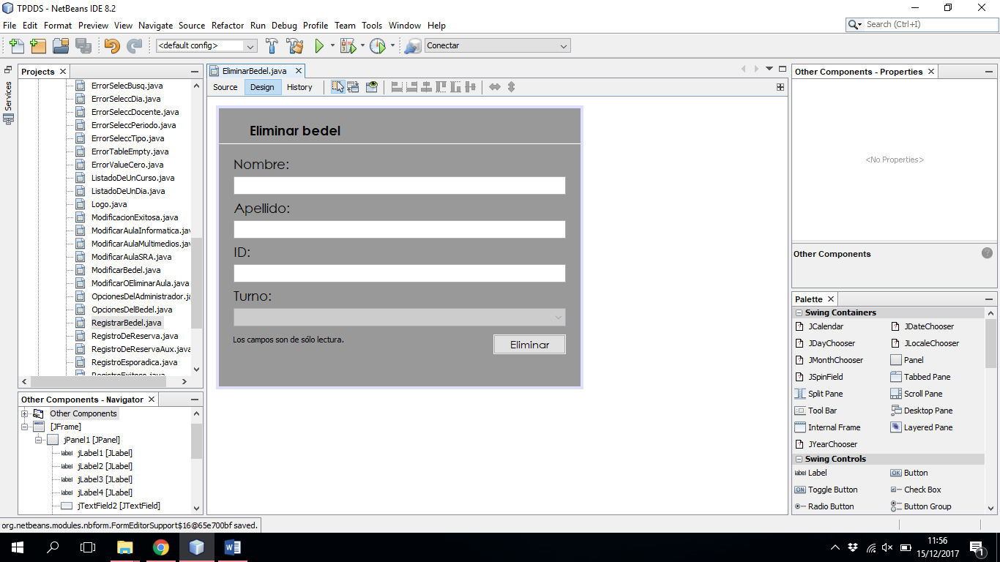 TPDDS - NetBeans IDE 8.2
File Edit Format Preview View Navigate Source Refactor Run Debug Profile Team Tools Window Help
Search (Ctrl+I)
<default config>
Conectar
Services
Projects
ErrorSelecBusq.java
ErrorSeleccDia.java
ErrorSeleccDocente.java
ErrorSeleccPeriodo.java
ErrorSeleccTipo.java
ErrorTableEmpty.java
ErrorValueCero.java
ListadoDeUnCurso.java
ListadoDeUnDia.java
Logo.java
ModificacionExitosa.java
ModificarAulaInformatica.jav
ModificarAulaMultimedios.jav
ModificarAulaSRA.java
ModificarBedel.java
ModificarOEliminarAula.java
OpcionesDelAdministrador.ja
OpcionesDelBedel.java
RegistrarBedel.java
RegistroDeReserva.java
RegistroDeReservaAux.java
RegistroEsporadica.java
RegistroExitoso.java
Other Components - Navigator
Other Components
[JFrame]
jPanel1 [JPanel]
label jLabel1 [JLabel]
label jLabel2 [JLabel]
label jLabel3 [JLabel]
label jLabel4 [JLabel]
jTextField2 [JTextField]
EliminarBedel.java
Source Design History
Eliminar bedel
Nombre:
Apellido:
ID:
Turno:
Los campos son de sólo lectura.
Eliminar
Other Components - Properties
<No Properties>
Other Components
Palette
Swing Containers
JCalendar JDateChooser
JDayChooser JLocaleChooser
JMonthChooser Panel
JSpinField Tabbed Pane
Split Pane Scroll Pane
Tool Bar Desktop Pane
Internal Frame Layered Pane
JYearChooser
Swing Controls
label Label OK Button
ON Toggle Button Check Box
Radio Button Button Group
org.netbeans.modules.nbform.FormEditorSupport$16@65e700bf saved.
11:56
15/12/2017
1